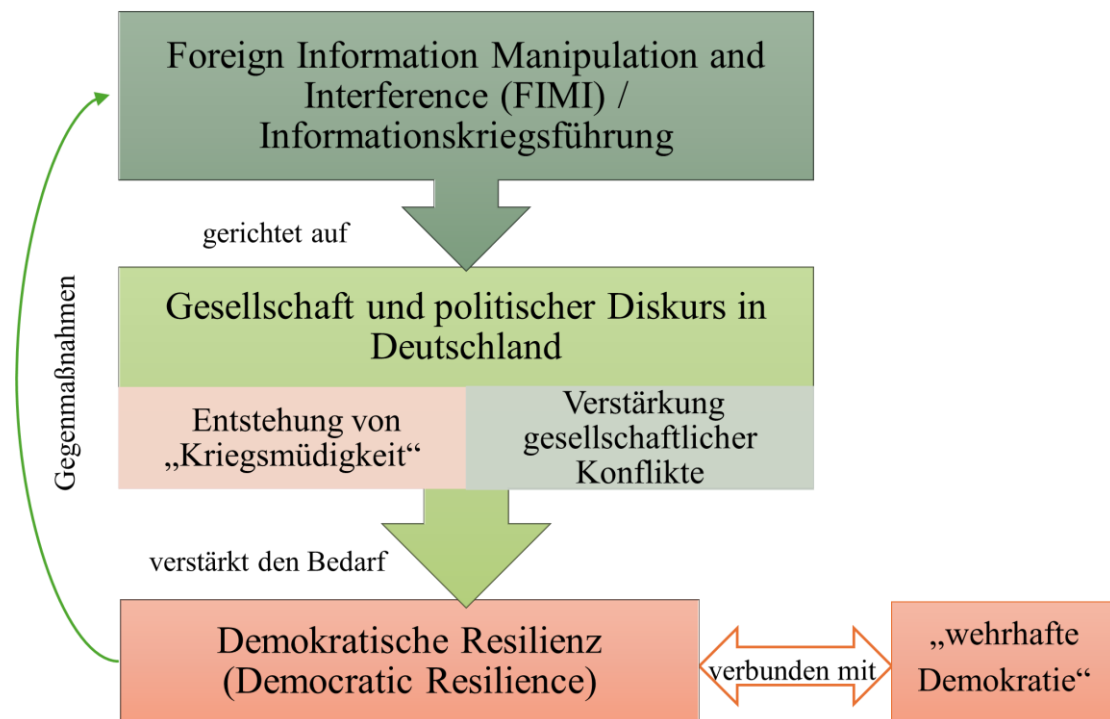 Foreign Information Manipulation and
Interference (FIMI) /
Informationskriegsführung
gerichtet auf
Gesellschaft und politischer Diskurs in
Deutschland
Entstehung von
„Kriegsmüdigkeit“
Verstärkung
gesellschaftlicher
Konflikte
Gegenmaßnahmen
verstärkt den Bedarf
Demokratische Resilienz
(Democratic Resilience)
verbunden mit
„wehrhafte
Demokratie“